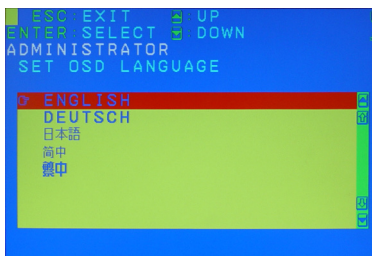 ESC:EXIT UP
ENTER:SELECT DOWN
ADMINISTRATOR
SET OSD LANGUAGE
ENGLISH
DEUTSCH
日本語
简中
繁中